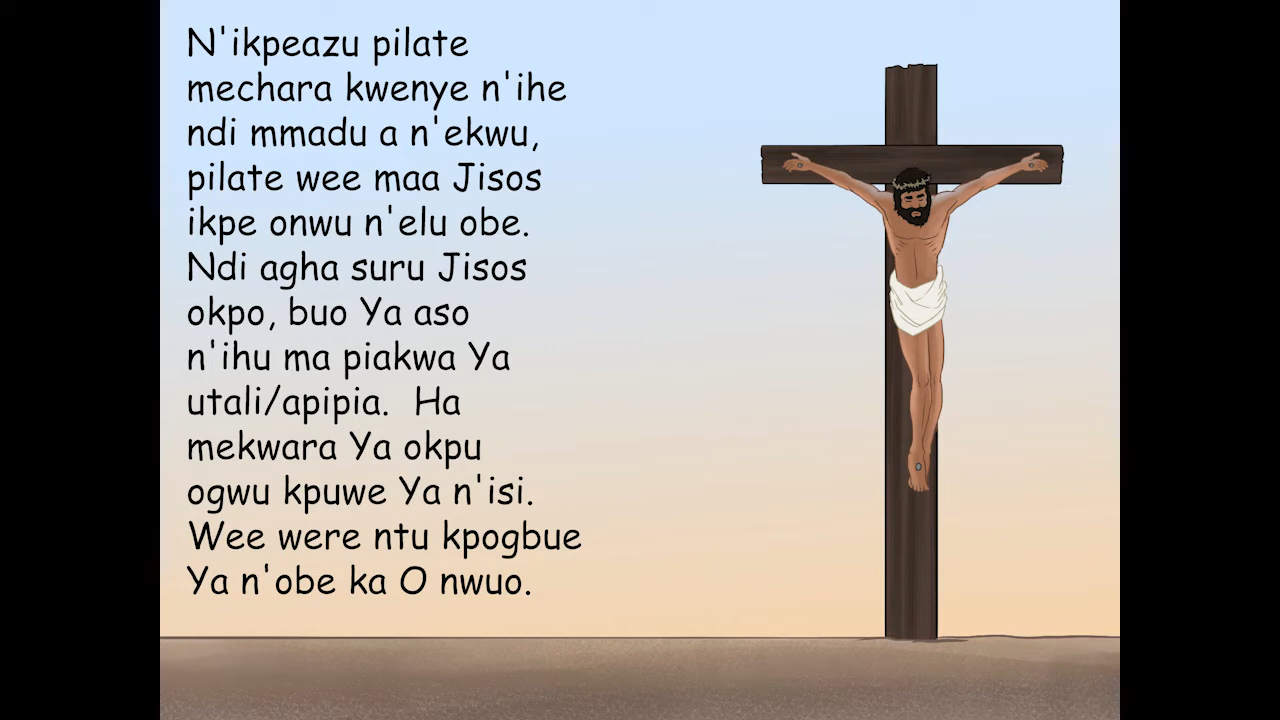 N'ikpeazu pilate
mechara kwenye n'ihe
ndi mmadu a n'ekwu,
pilate wee maa Jisos
ikpe onwu n'elu obe.
Ndi agha suru Jisos
okpo, buo Ya aso
n'ihu ma piakwa Ya
utali/apipia.  Ha
mekwara Ya okpu
ogwu kpuwe Ya n'isi.
Wee were ntu kpogbue
Ya n'obe ka O nwuo.